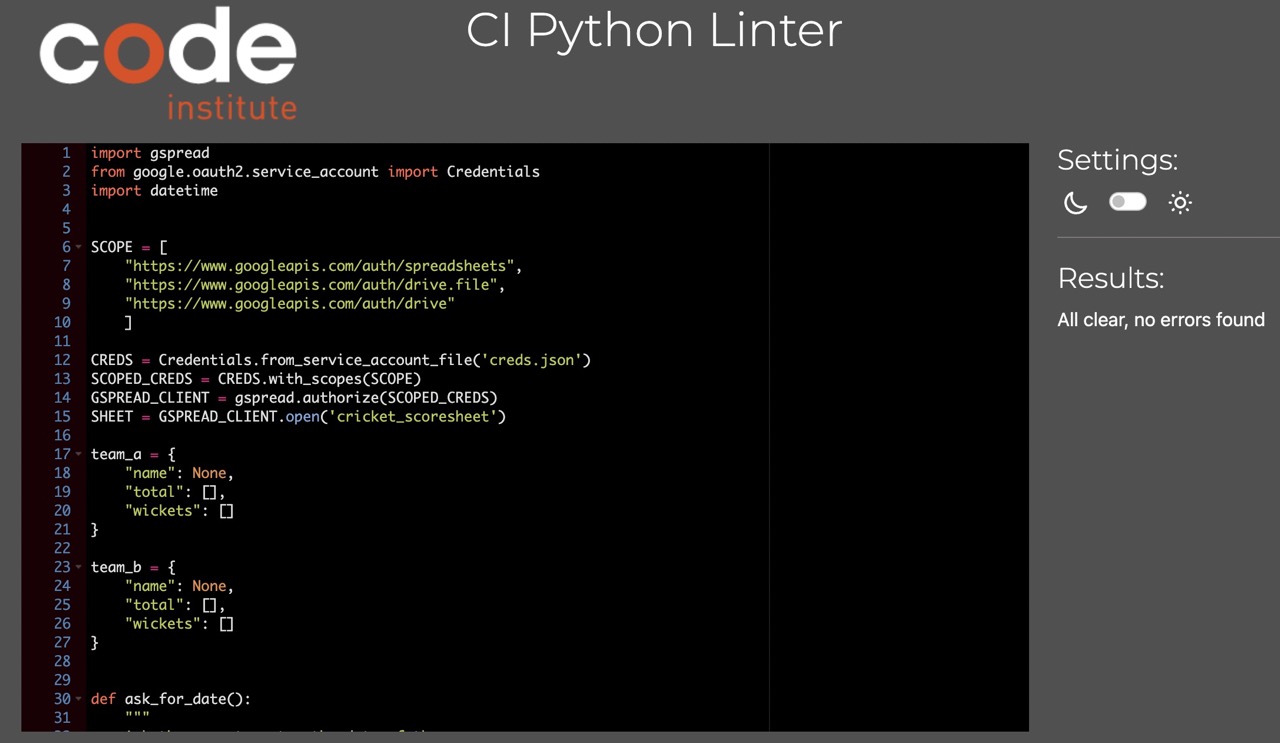 code
institute
CI Python Linter
1 import gspread
2 from google.oauth2.service_account import Credentials
3 import datetime
4
5
6 SCOPE = [
7     "https://www.googleapis.com/auth/spreadsheets",
8     "https://www.googleapis.com/auth/drive.file",
9     "https://www.googleapis.com/auth/drive"
10     ]
11
12 CREDS = Credentials.from_service_account_file('creds.json')
13 SCOPED_CREDS = CREDS.with_scopes(SCOPE)
14 GSPREAD_CLIENT = gspread.authorize(SCOPED_CREDS)
15 SHEET = GSPREAD_CLIENT.open('cricket_scoresheet')
16
17 team_a = {
18     "name": None,
19     "total": [],
20     "wickets": []
21 }
22
23 team_b = {
24     "name": None,
25     "total": [],
26     "wickets": []
27 }
28
29
30 def ask_for_date():
31     """
Settings:
Results:
All clear, no errors found